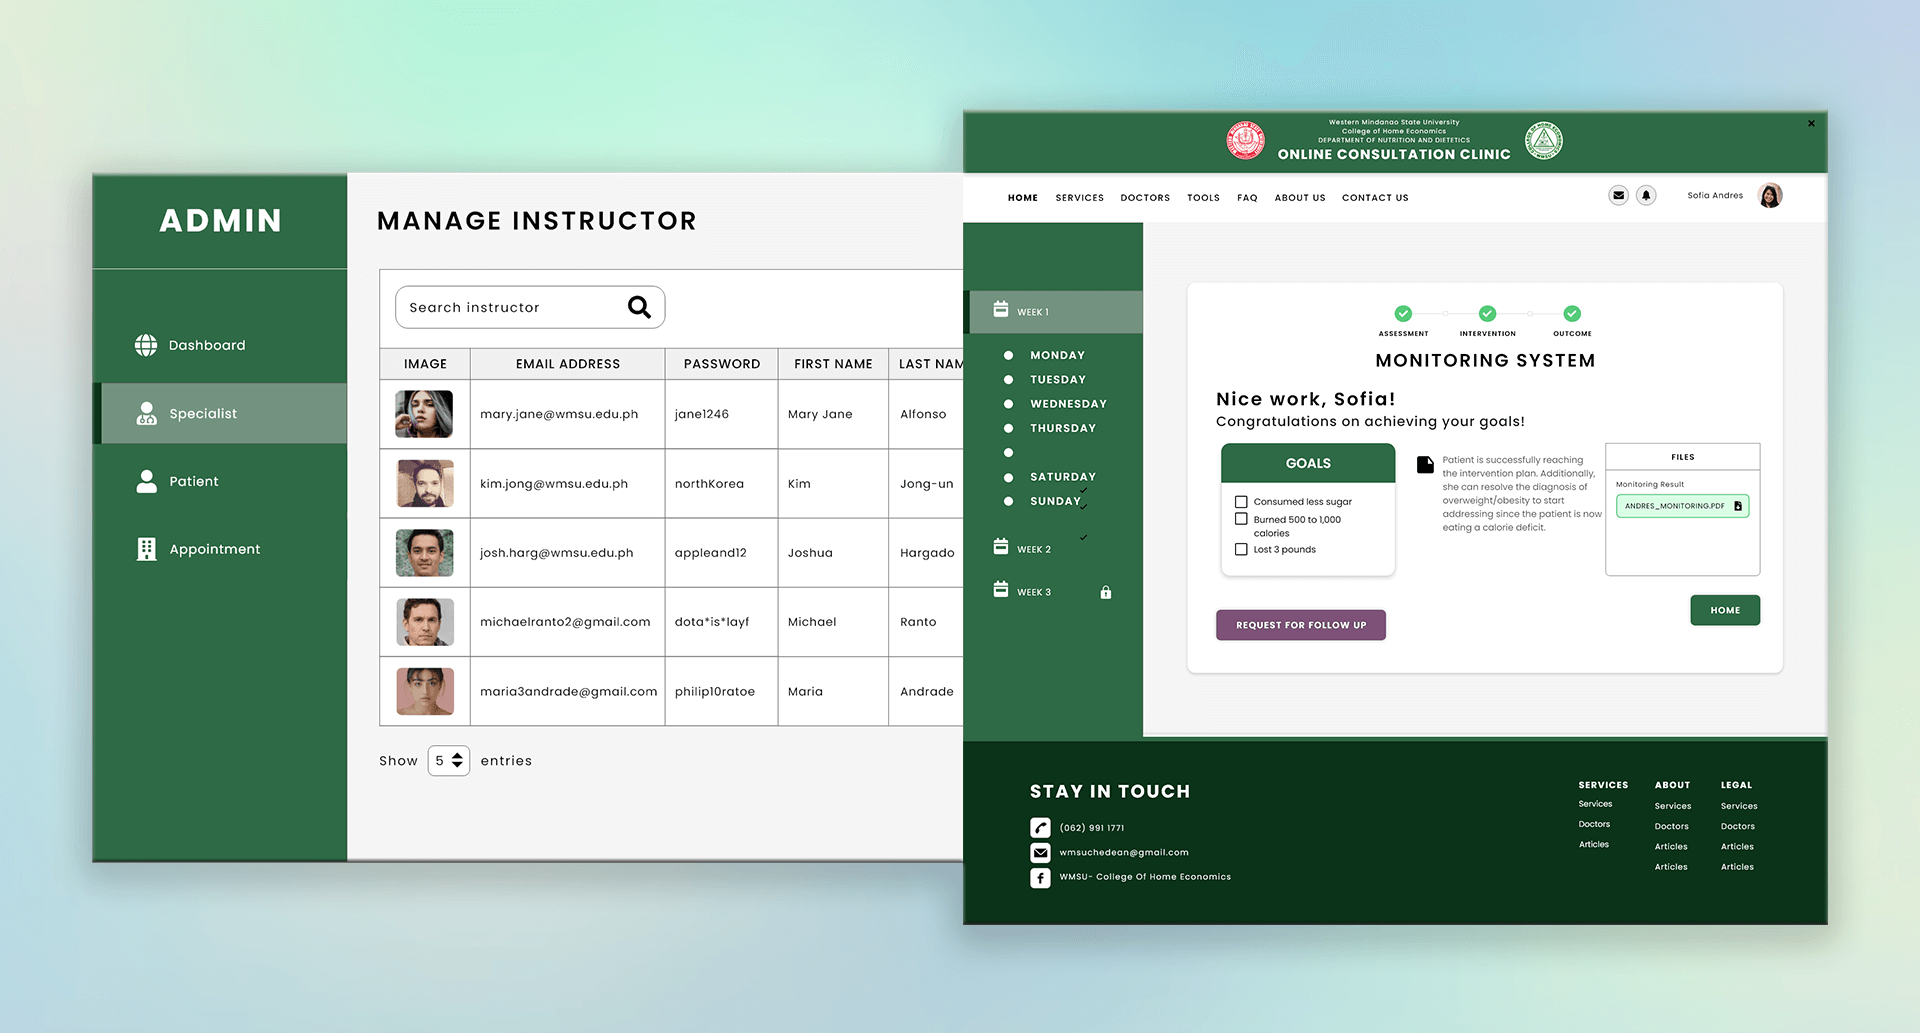 ADMIN
Dashboard
Specialist
Patient
Appointment
MANAGE INSTRUCTOR
Search instructor
IMAGE EMAIL ADDRESS PASSWORD FIRST NAME LAST NAM
mary.jane@wmsu.edu.ph jane1246 Mary Jane Alfonso
kim.jong@wmsu.edu.ph northKorea Kim Jong-un
josh.harg@wmsu.edu.ph appleand12 Joshua Hargado
michaelranto2@gmail.com dota*is*layf Michael Ranto
maria3andrade@gmail.com philip10ratoe Maria Andrade
Show 5 entries
Western Mindanao State University
College of Home Economics
DEPARTMENT OF NUTRITION AND DIETETICS
ONLINE CONSULTATION CLINIC
HOME SERVICES DOCTORS TOOLS FAQ ABOUT US CONTACT US
Sofia Andres
WEEK 1
MONDAY
TUESDAY
WEDNESDAY
THURSDAY
SATURDAY
SUNDAY
WEEK 2
WEEK 3
ASSESSMENT INTERVENTION OUTCOME
MONITORING SYSTEM
Nice work, Sofia!
Congratulations on achieving your goals!
GOALS
Consumed less sugar
Burned 500 to 1,000
calories
Lost 3 pounds
Patient is successfully reaching
the intervention plan. Additionally,
she can resolve the diagnosis of
overweight/obesity to start
addressing since the patient is now
eating a calorie deficit.
FILES
Monitoring Result
ANDRES_MONITORING.PDF
REQUEST FOR FOLLOW UP
HOME
STAY IN TOUCH
(062) 991 1771
wmsuchedean@gmail.com
WMSU- College Of Home Economics
SERVICES
Services
Doctors
Articles
ABOUT
Services
Doctors
Articles
Articles
LEGAL
Services
Doctors
Articles
Articles